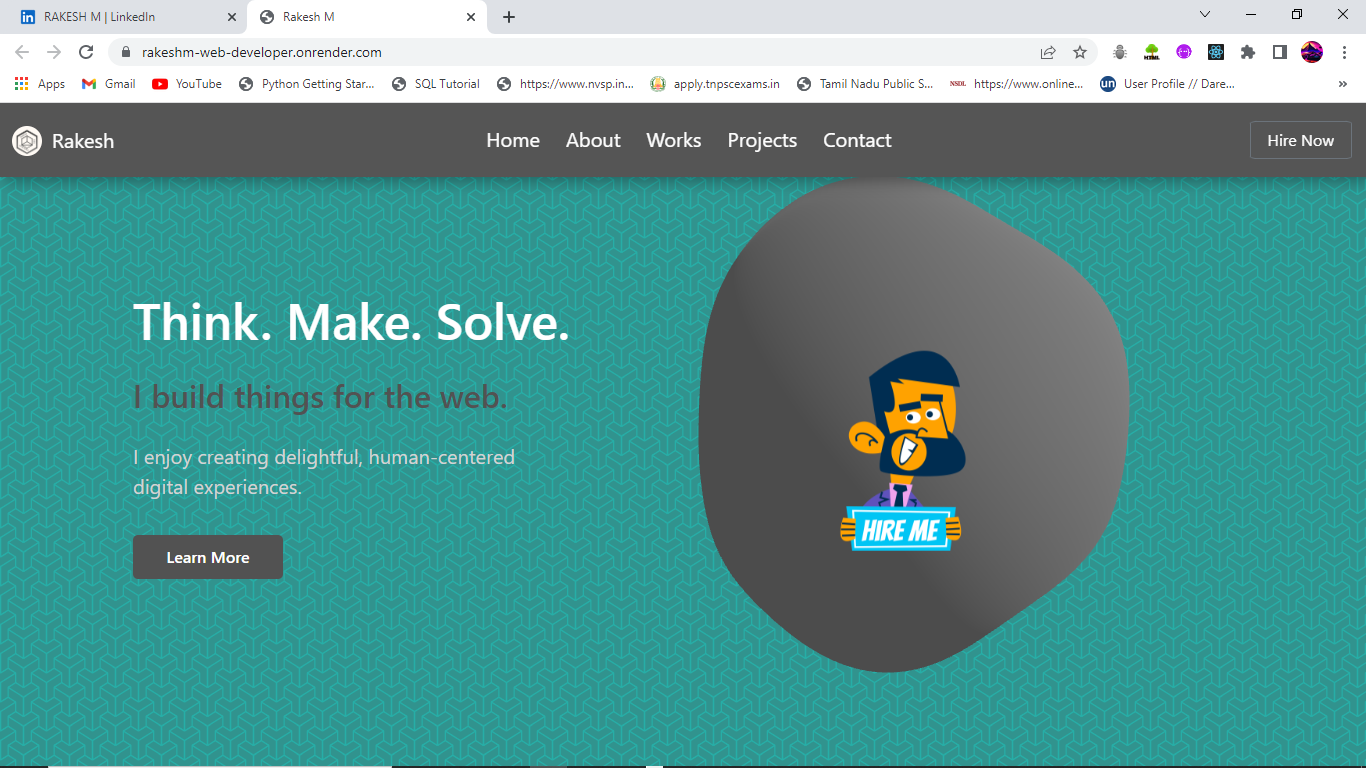 RAKESH M | LinkedIn
Rakesh M
rakeshm-web-developer.onrender.com
Apps
Gmail
YouTube
Python Getting Star...
SQL Tutorial
https://www.nvsp.in...
apply.tnpscexams.in
Tamil Nadu Public S...
NSDL
https://www.online...
un
User Profile // Dare...
»
Rakesh
Home
About
Works
Projects
Contact
Hire Now
Think. Make. Solve.
I build things for the web.
I enjoy creating delightful, human-centered
digital experiences.
Learn More
HIRE ME